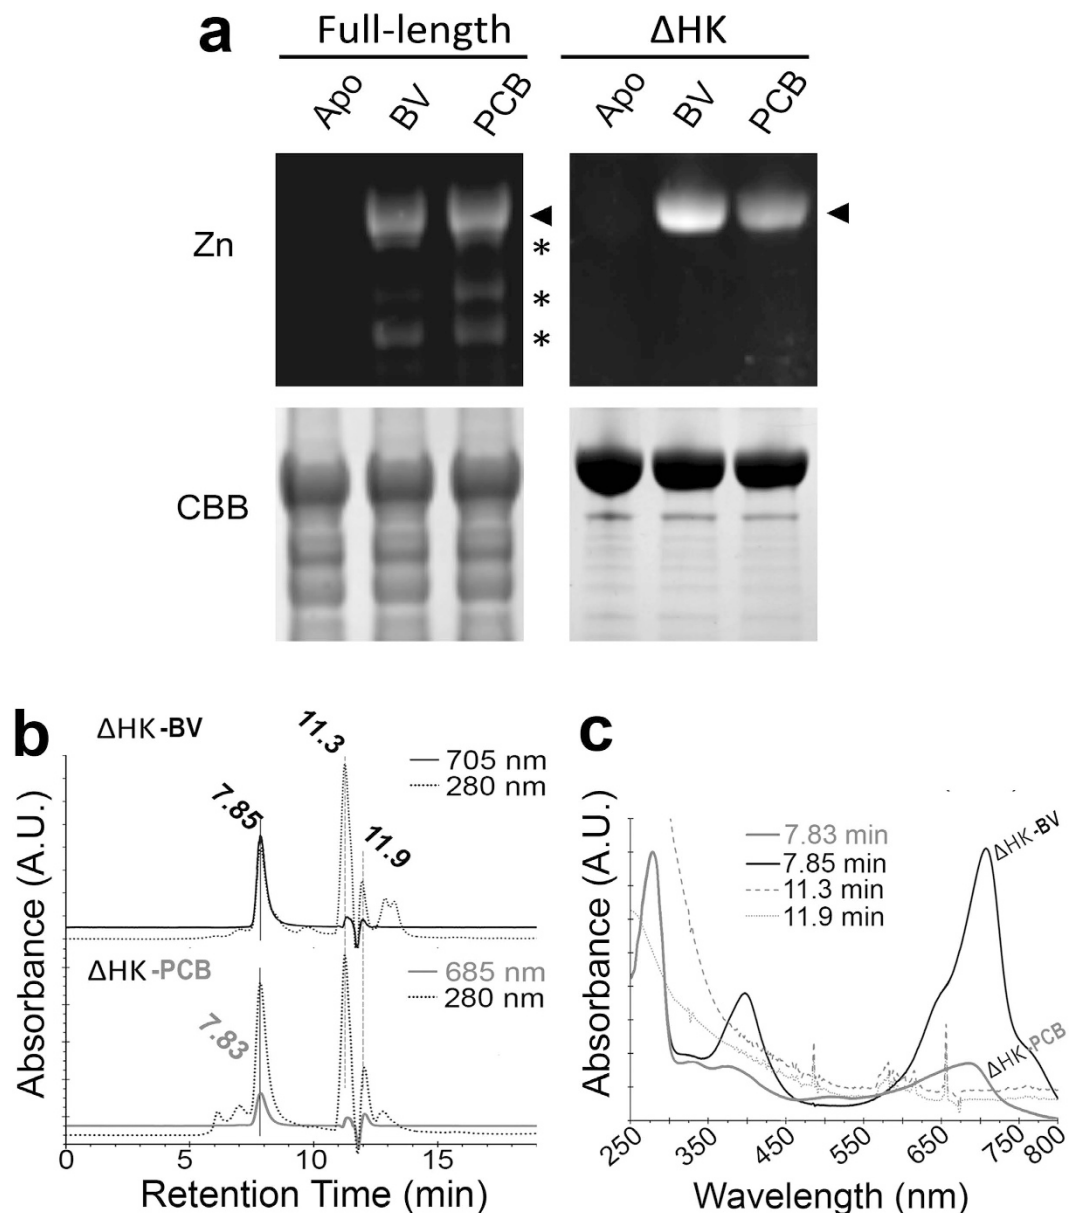 a
Full-length
ΔHK
Apo
BV
PCB
Apo
BV
PCB
Zn
*
*
*
CBB
b
ΔHK-BV
11.3
7.85
11.9
705 nm
280 nm
ΔHK-PCB
7.83
685 nm
280 nm
Absorbance (A.U.)
0
5
10
15
Retention Time (min)
c
7.83 min
7.85 min
11.3 min
11.9 min
ΔHK-BV
ΔHK-PCB
Absorbance (A.U.)
250
350
450
550
650
700
800
Wavelength (nm)